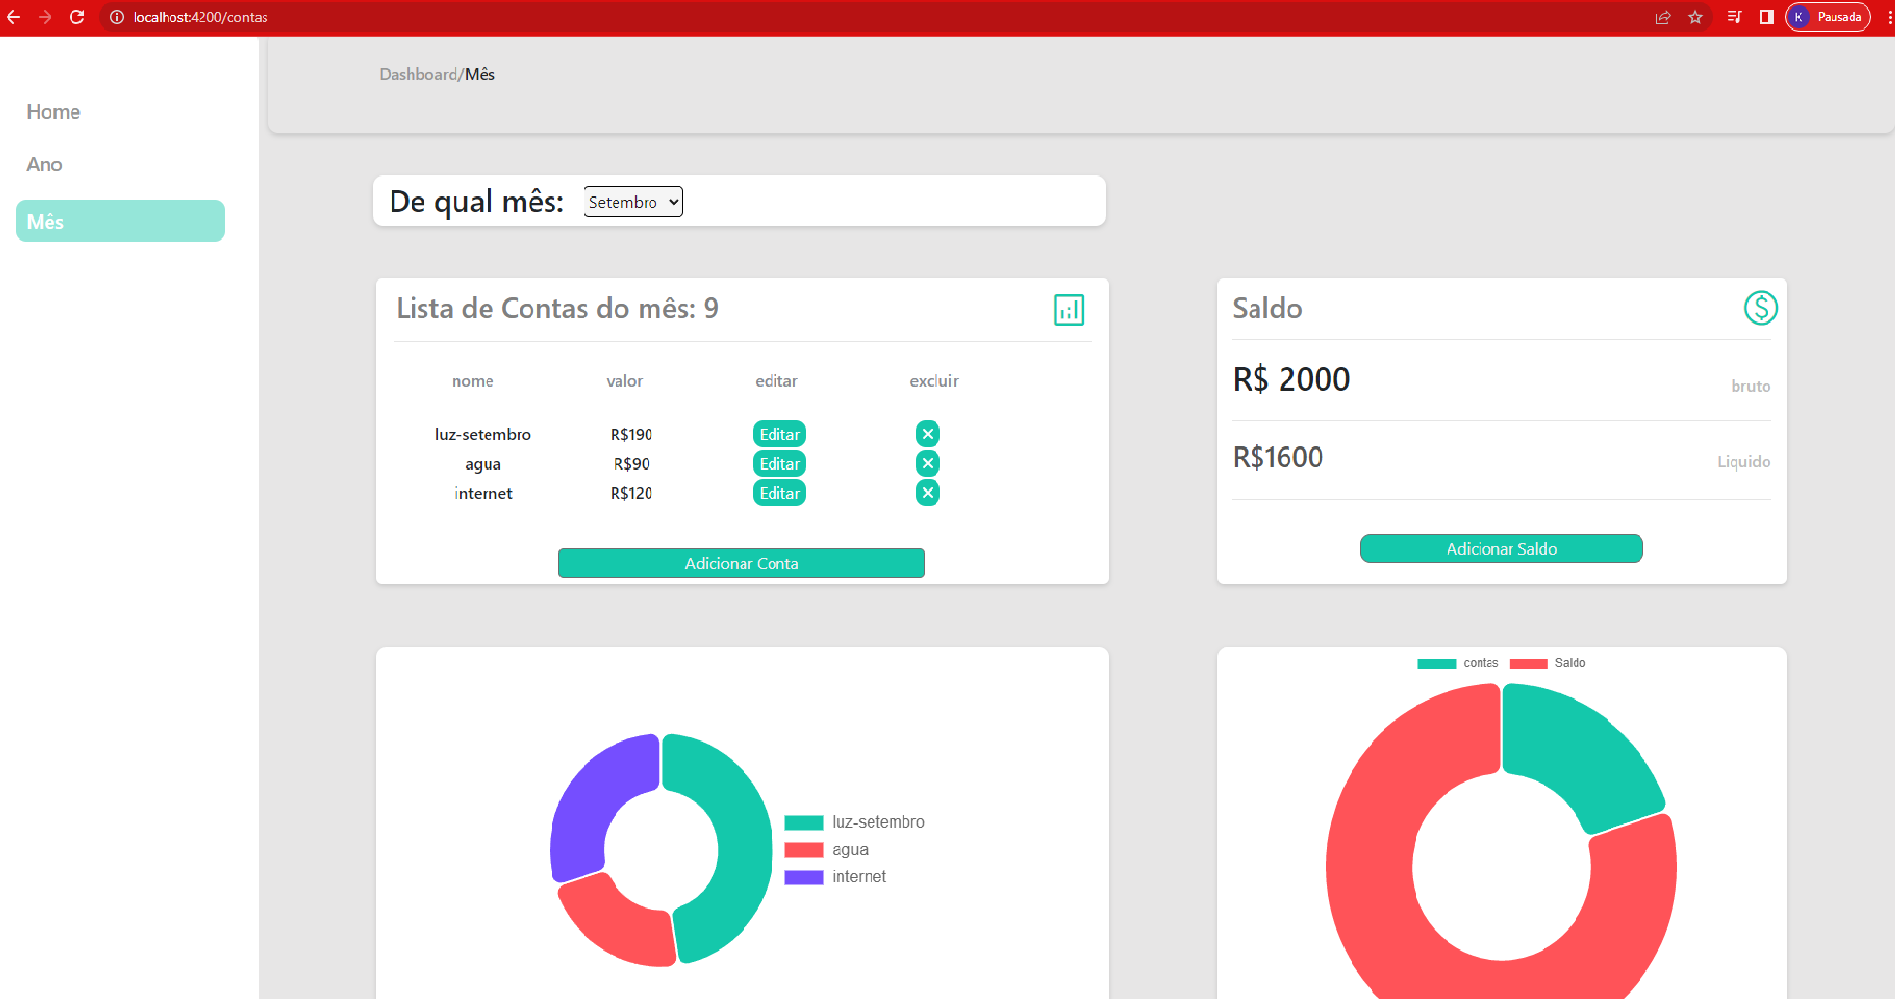 localhost:4200/contas
K Pausada
Home
Ano
Mês
Dashboard/Mês
De qual mês: Setembro
Lista de Contas do mês: 9
nome valor editar excluir
luz-setembro R$190 Editar
agua R$90 Editar
internet R$120 Editar
Adicionar Conta
Saldo
R$ 2000 bruto
R$1600 Liquido
Adicionar Saldo
luz-setembro
agua
internet
contas Saldo